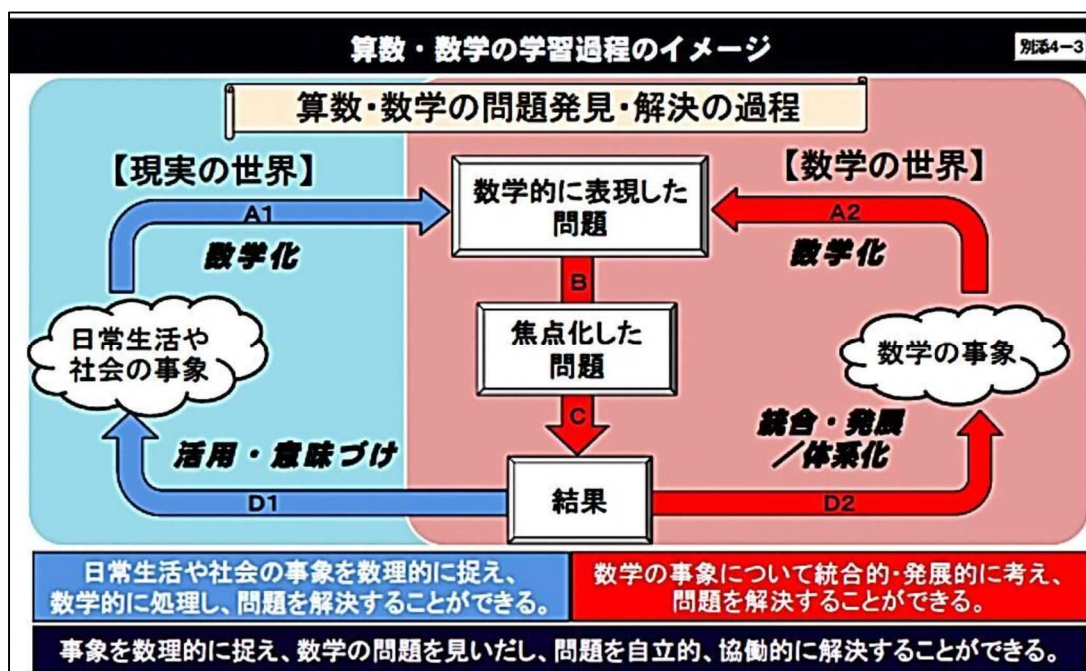 算数・数学の学習過程のイメージ
別添4－3
算数・数学の問題発見・解決の過程
【現実の世界】
【数学の世界】
数学的に表現した
問題
A1
A2
数学化
数学化
B
日常生活や
社会の事象
焦点化した
問題
数学の事象
C
活用・意味づけ
統合・発展
／体系化
結果
D1
D2
日常生活や社会の事象を数理的に捉え、
数学的に処理し、問題を解決することができる。
数学の事象について統合的・発展的に考え、
問題を解決することができる。
事象を数理的に捉え、数学の問題を見いだし、問題を自立的、協働的に解決することができる。